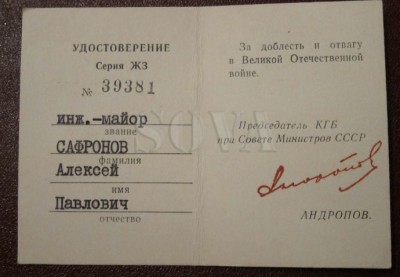 УДОСТОВЕРЕНИЕ
Серия ЖЗ
№ 39381
инж.-майор
звание
САФРОНОВ
фамилия
Алексей
имя
Павлович
отчество
За доблесть и отвагу
в Великой Отечественной
войне.
Председатель КГБ
при Совете Министров СССР
АНДРОПОВ.
SOVA